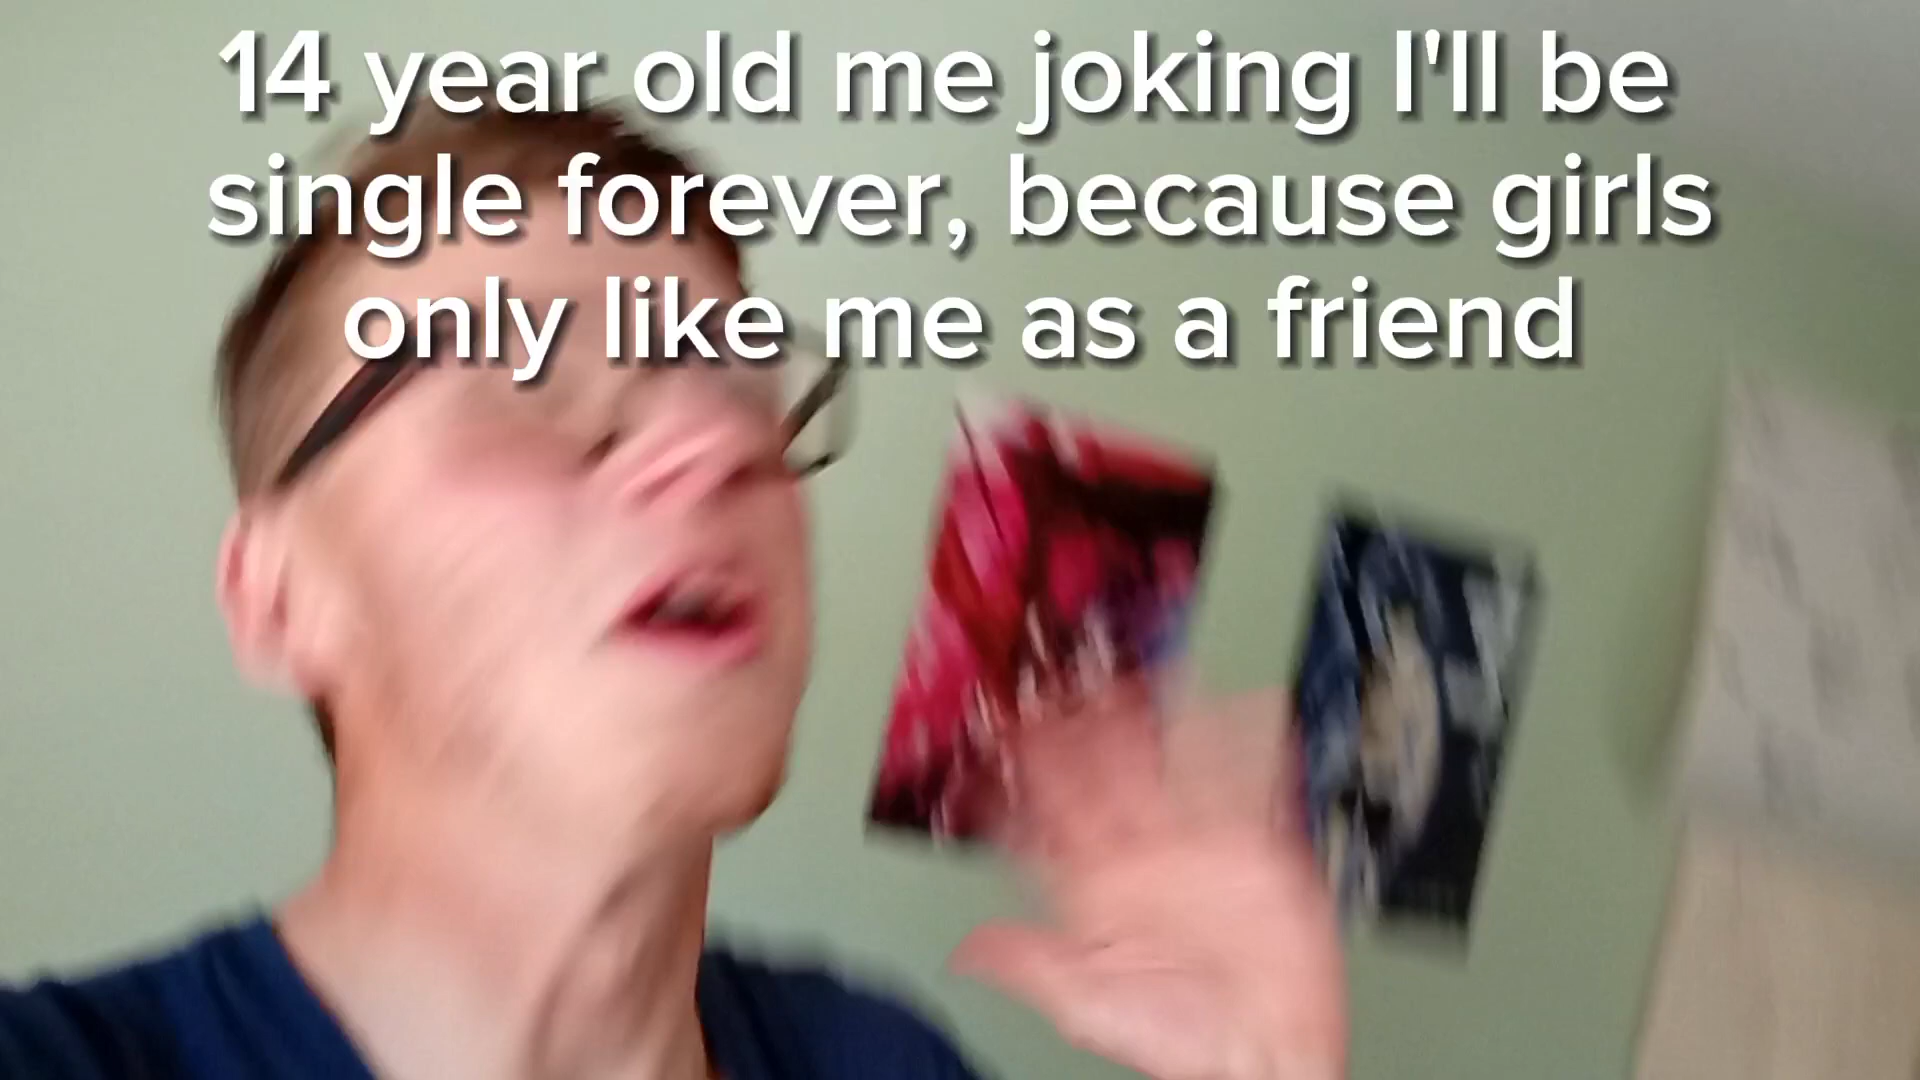 14 year old me joking I'll be
single forever, because girls
only like me as a friend